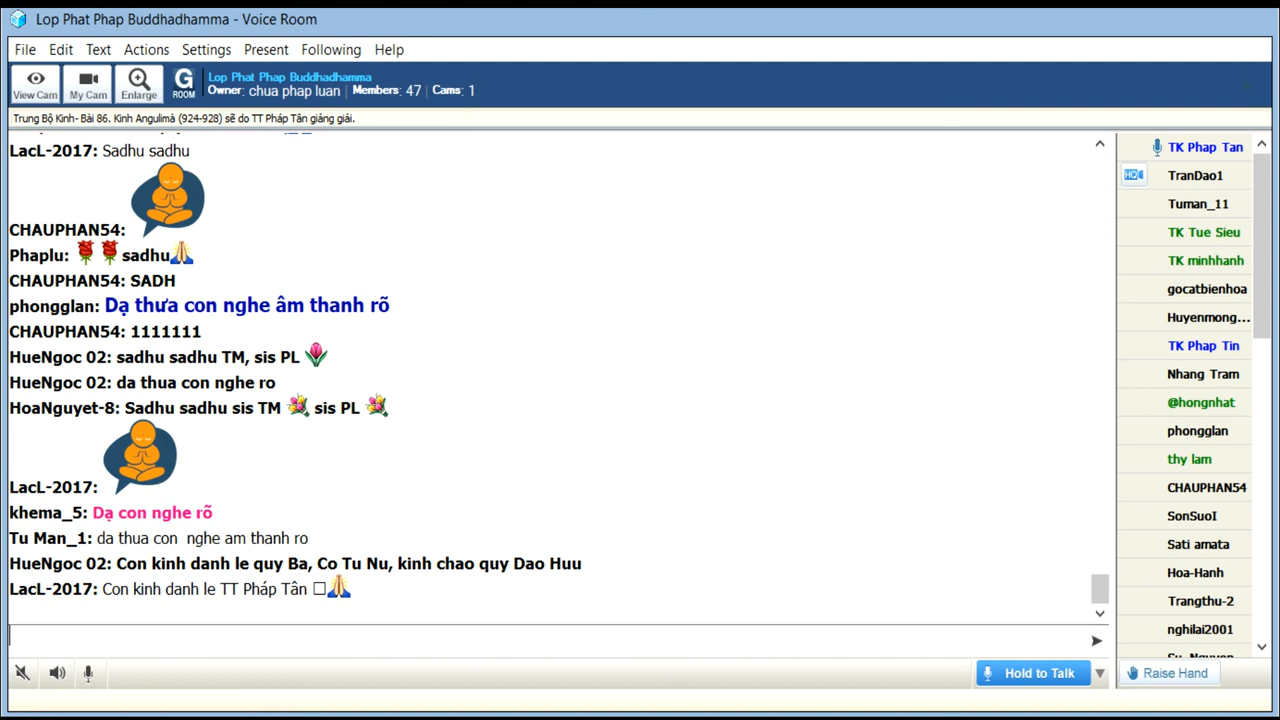 Lop Phat Phap Buddhadhamma - Voice Room
File Edit Text Actions Settings Present Following Help
View Cam My Cam Enlarge G ROOM
Lop Phat Phap Buddhadhamma
Owner: chua phap luan | Members: 47 | Cams: 1
Trung Bộ Kinh- Bài 86. Kinh Angulimà (924-928) sẽ do TT Pháp Tân giảng giải.
LacL-2017: Sadhu sadhu
CHAUPHAN54:
Phaplu: 🌹🌹sadhu🙏
CHAUPHAN54: SADH
phongglan: Dạ thưa con nghe âm thanh rõ
CHAUPHAN54: 1111111
HueNgoc 02: sadhu sadhu TM, sis PL 🌷
HueNgoc 02: da thua con nghe ro
HoaNguyet-8: Sadhu sadhu sis TM 💐 sis PL 💐
LacL-2017:
khema_5: Dạ con nghe rõ
Tu Man_1: da thua con nghe am thanh ro
HueNgoc 02: Con kinh danh le quy Ba, Co Tu Nu, kinh chao quy Dao Huu
LacL-2017: Con kinh danh le TT Pháp Tân □🙏
TK Phap Tan
HD TranDao1
Tuman_11
TK Tue Sieu
TK minhhanh
gocatbienhoa
Huyenmong...
TK Phap Tin
Nhang Tram
@hongnhat
phongglan
thy lam
CHAUPHAN54
SonSuoI
Sati amata
Hoa-Hanh
Trangthu-2
nghilai2001
Hold to Talk
Raise Hand